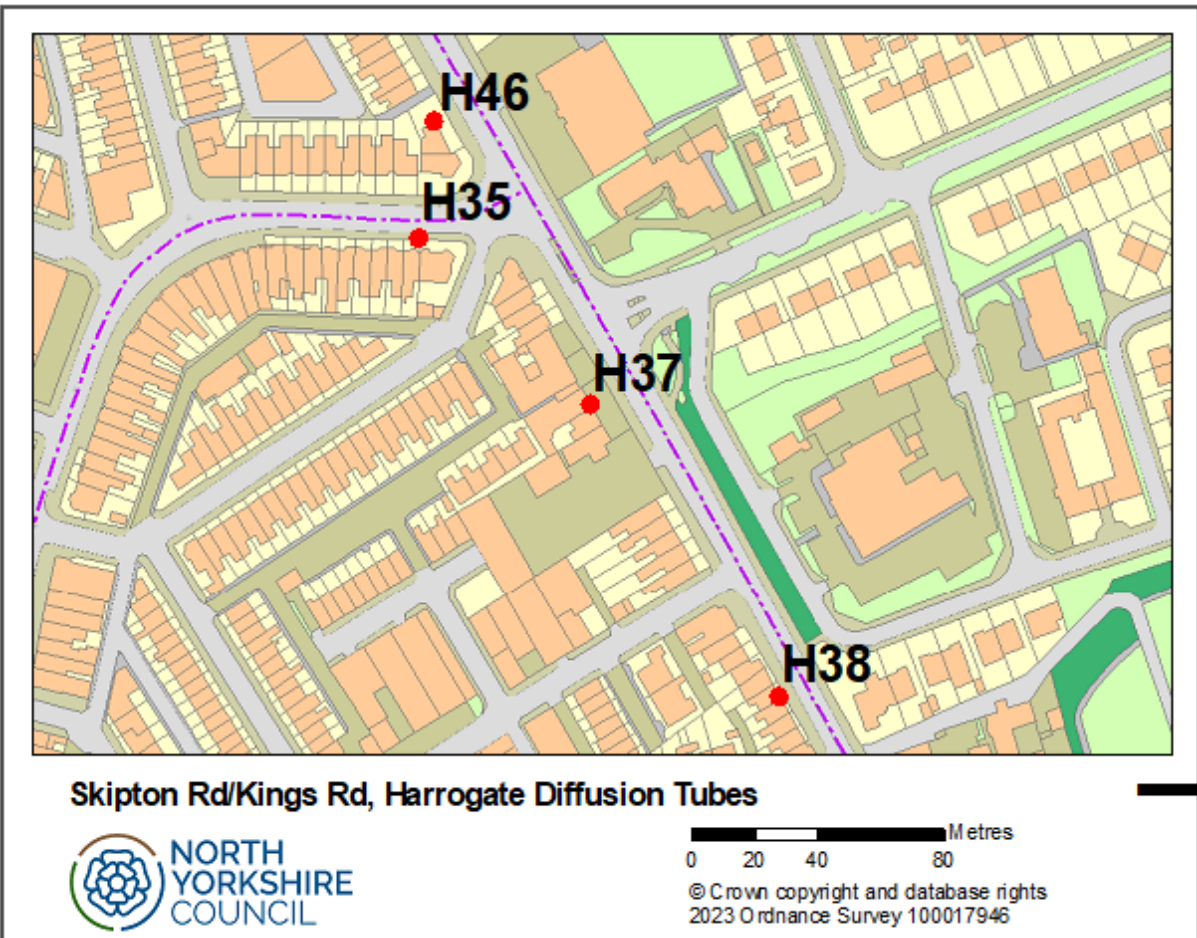 H46
H35
H37
H38
Skipton Rd/Kings Rd, Harrogate Diffusion Tubes
NORTH
YORKSHIRE
COUNCIL
Metres
0 20 40 80
© Crown copyright and database rights
2023 Ordnance Survey 100017946